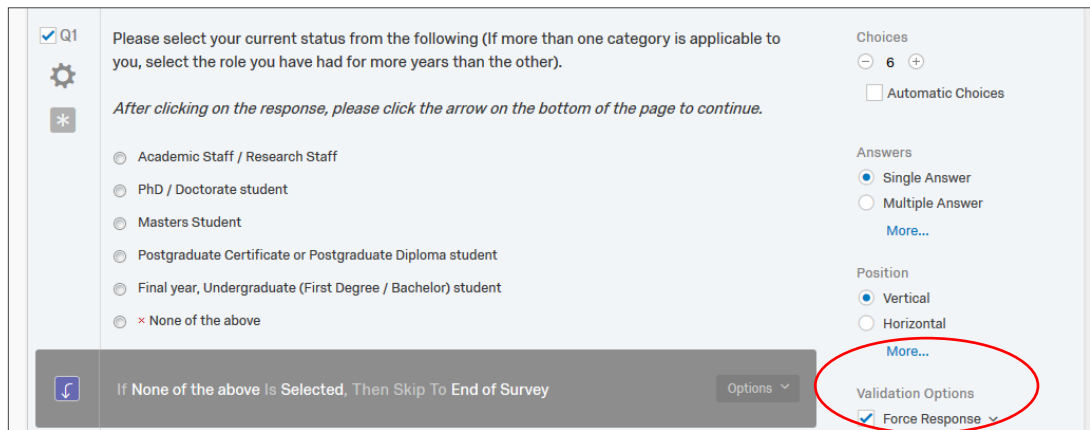 Q1
Please select your current status from the following (If more than one category is applicable to
you, select the role you have had for more years than the other).
After clicking on the response, please click the arrow on the bottom of the page to continue.
Academic Staff / Research Staff
PhD / Doctorate student
Masters Student
Postgraduate Certificate or Postgraduate Diploma student
Final year, Undergraduate (First Degree / Bachelor) student
× None of the above
If None of the above Is Selected, Then Skip To End of Survey
Options
Choices
6
Automatic Choices
Answers
Single Answer
Multiple Answer
More...
Position
Vertical
Horizontal
More...
Validation Options
Force Response